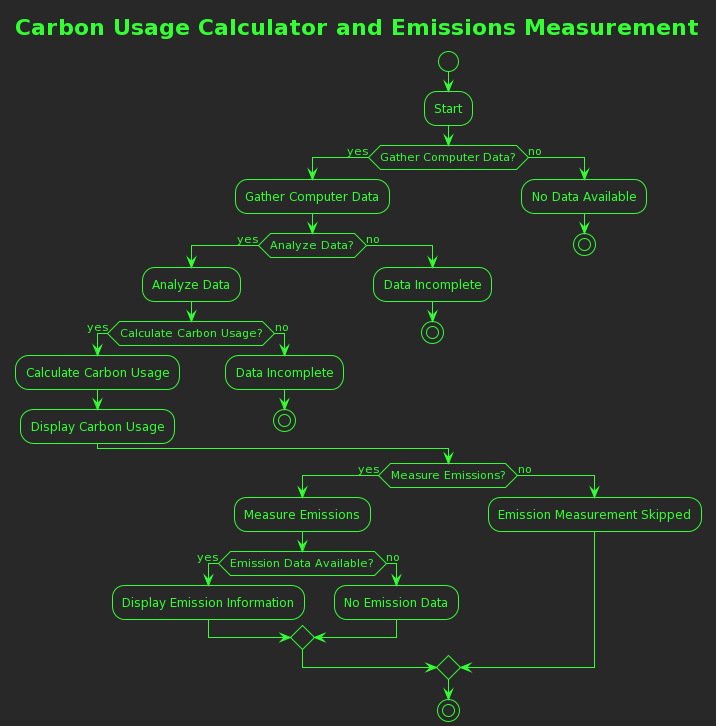 Carbon Usage Calculator and Emissions Measurement
Start
yes
Gather Computer Data?
no
Gather Computer Data
No Data Available
yes
Analyze Data?
no
Analyze Data
Data Incomplete
yes
Calculate Carbon Usage?
no
Calculate Carbon Usage
Data Incomplete
Display Carbon Usage
yes
Measure Emissions?
no
Measure Emissions
Emission Measurement Skipped
yes
Emission Data Available?
no
Display Emission Information
No Emission Data